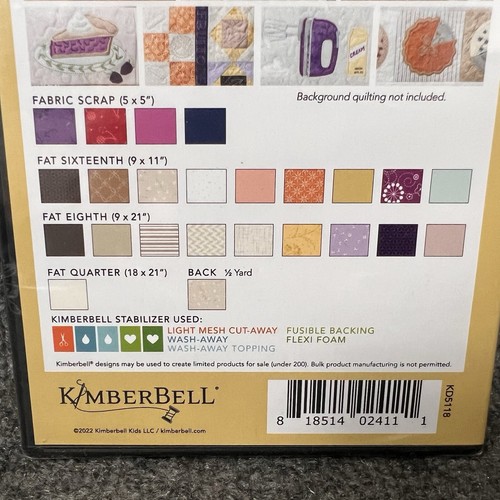 CREAM
FABRIC SCRAP (5 x 5")
Background quilting not included.
FAT SIXTEENTH (9 x 11")
FAT EIGHTH (9 x 21")
FAT QUARTER (18 x 21")
BACK ½ Yard
KIMBERBELL STABILIZER USED:
LIGHT MESH CUT-AWAY
FUSIBLE BACKING
WASH-AWAY
FLEXI FOAM
WASH-AWAY TOPPING
Kimberbell® designs may be used to create limited products for sale (under 200). Bulk product manufacturing is not permitted.
KIMBERBELL®
©2022 Kimberbell Kids LLC / kimberbell.com
8 18514 02411 1
KD5118